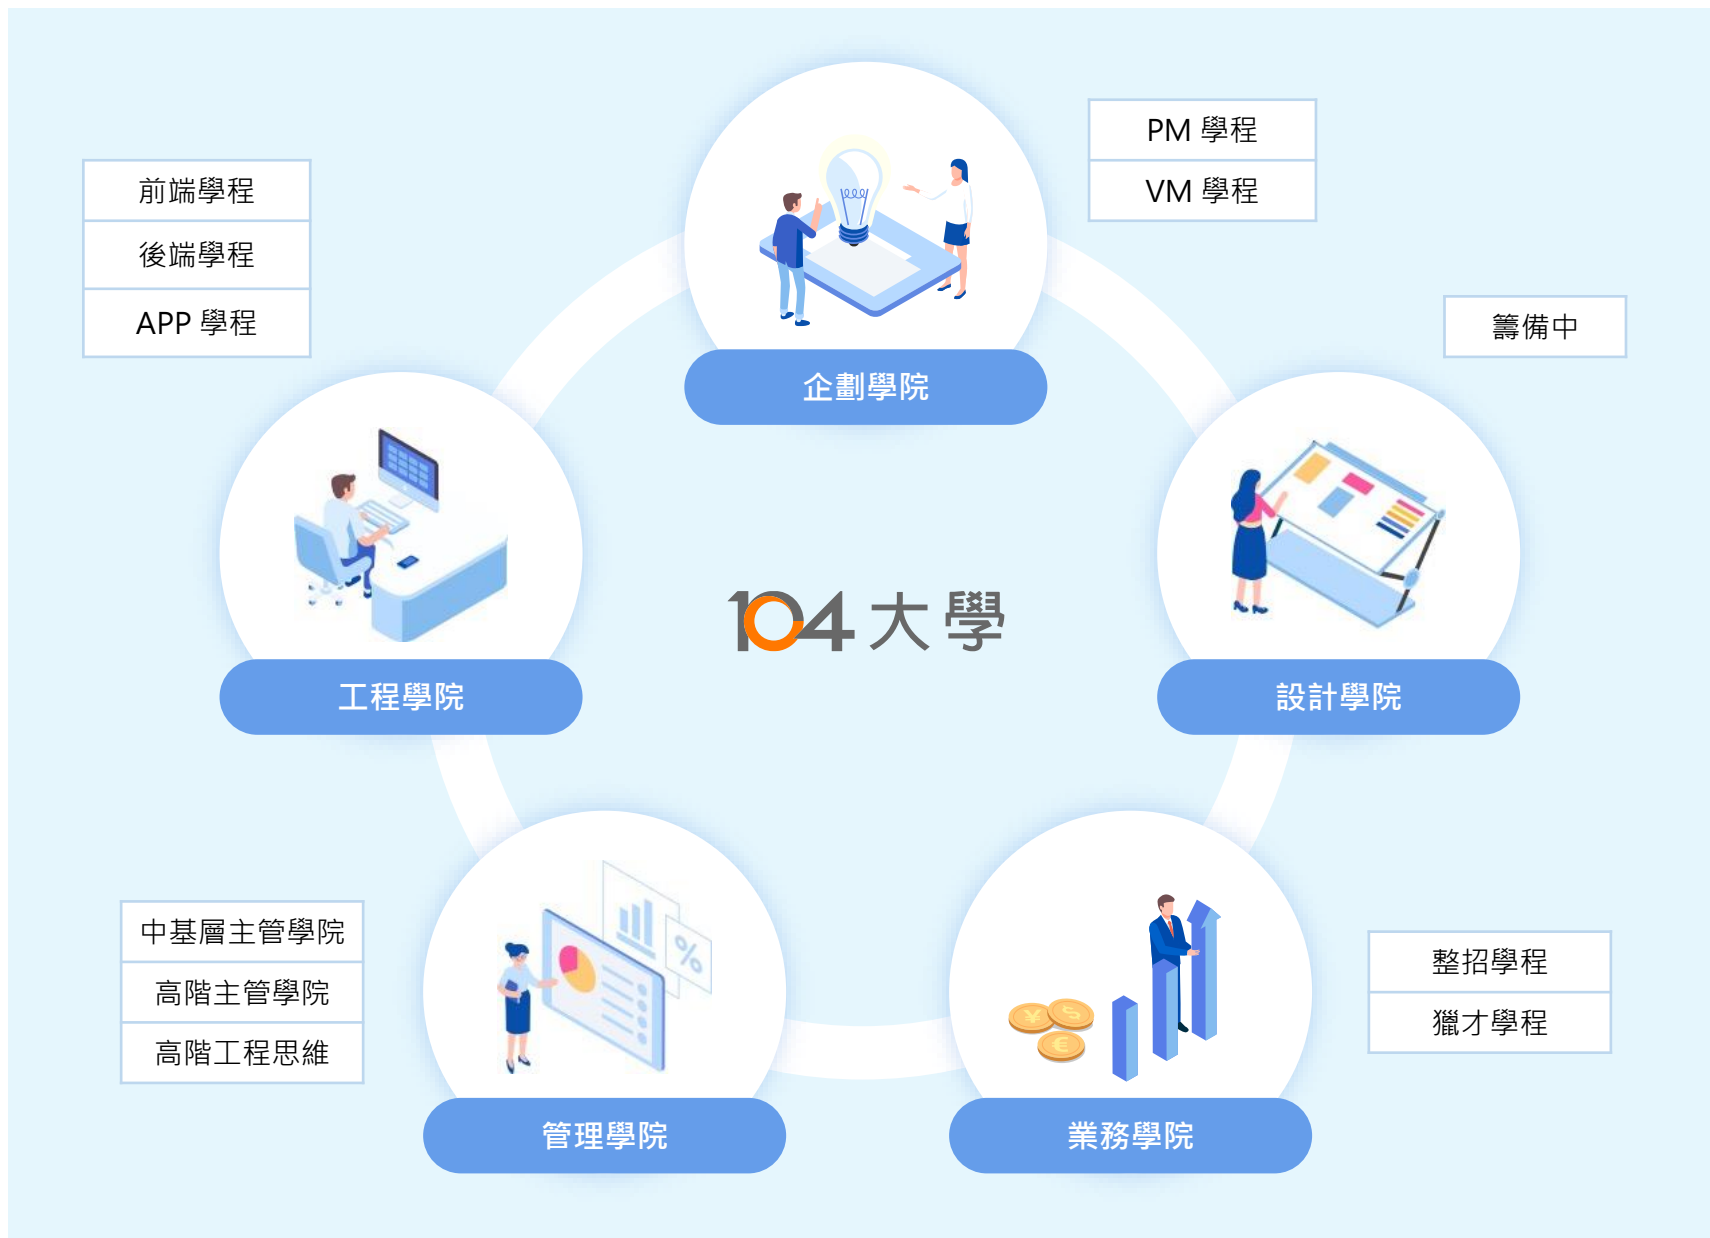 PM 學程
VM 學程
前端學程
後端學程
APP 學程
籌備中
企劃學院
104大學
工程學院
設計學院
中基層主管學院
高階主管學院
高階工程思維
%
整招學程
獵才學程
¥
$
€
管理學院
業務學院